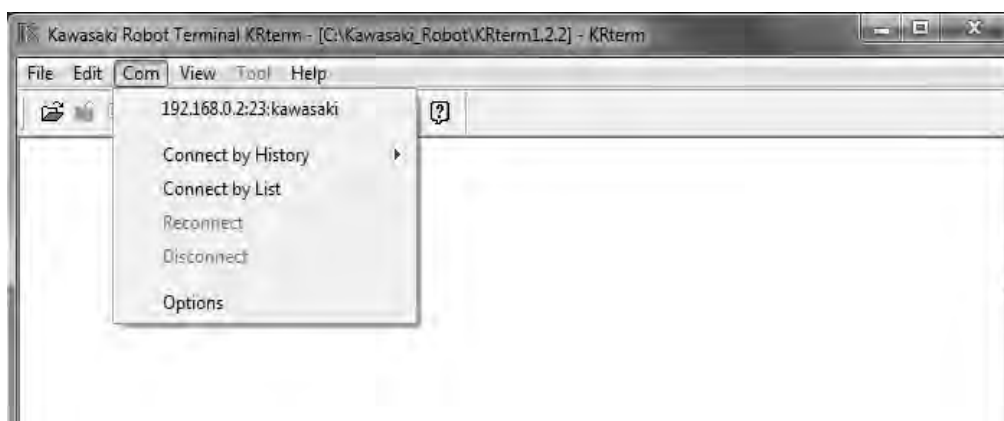 Kawasaki Robot Terminal KRterm - [C:\Kawasaki_Robot\KRterm1.2.2] - KRterm
File Edit Com View Tool Help
192.168.0.2:23:kawasaki
Connect by History
Connect by List
Reconnect
Disconnect
Options